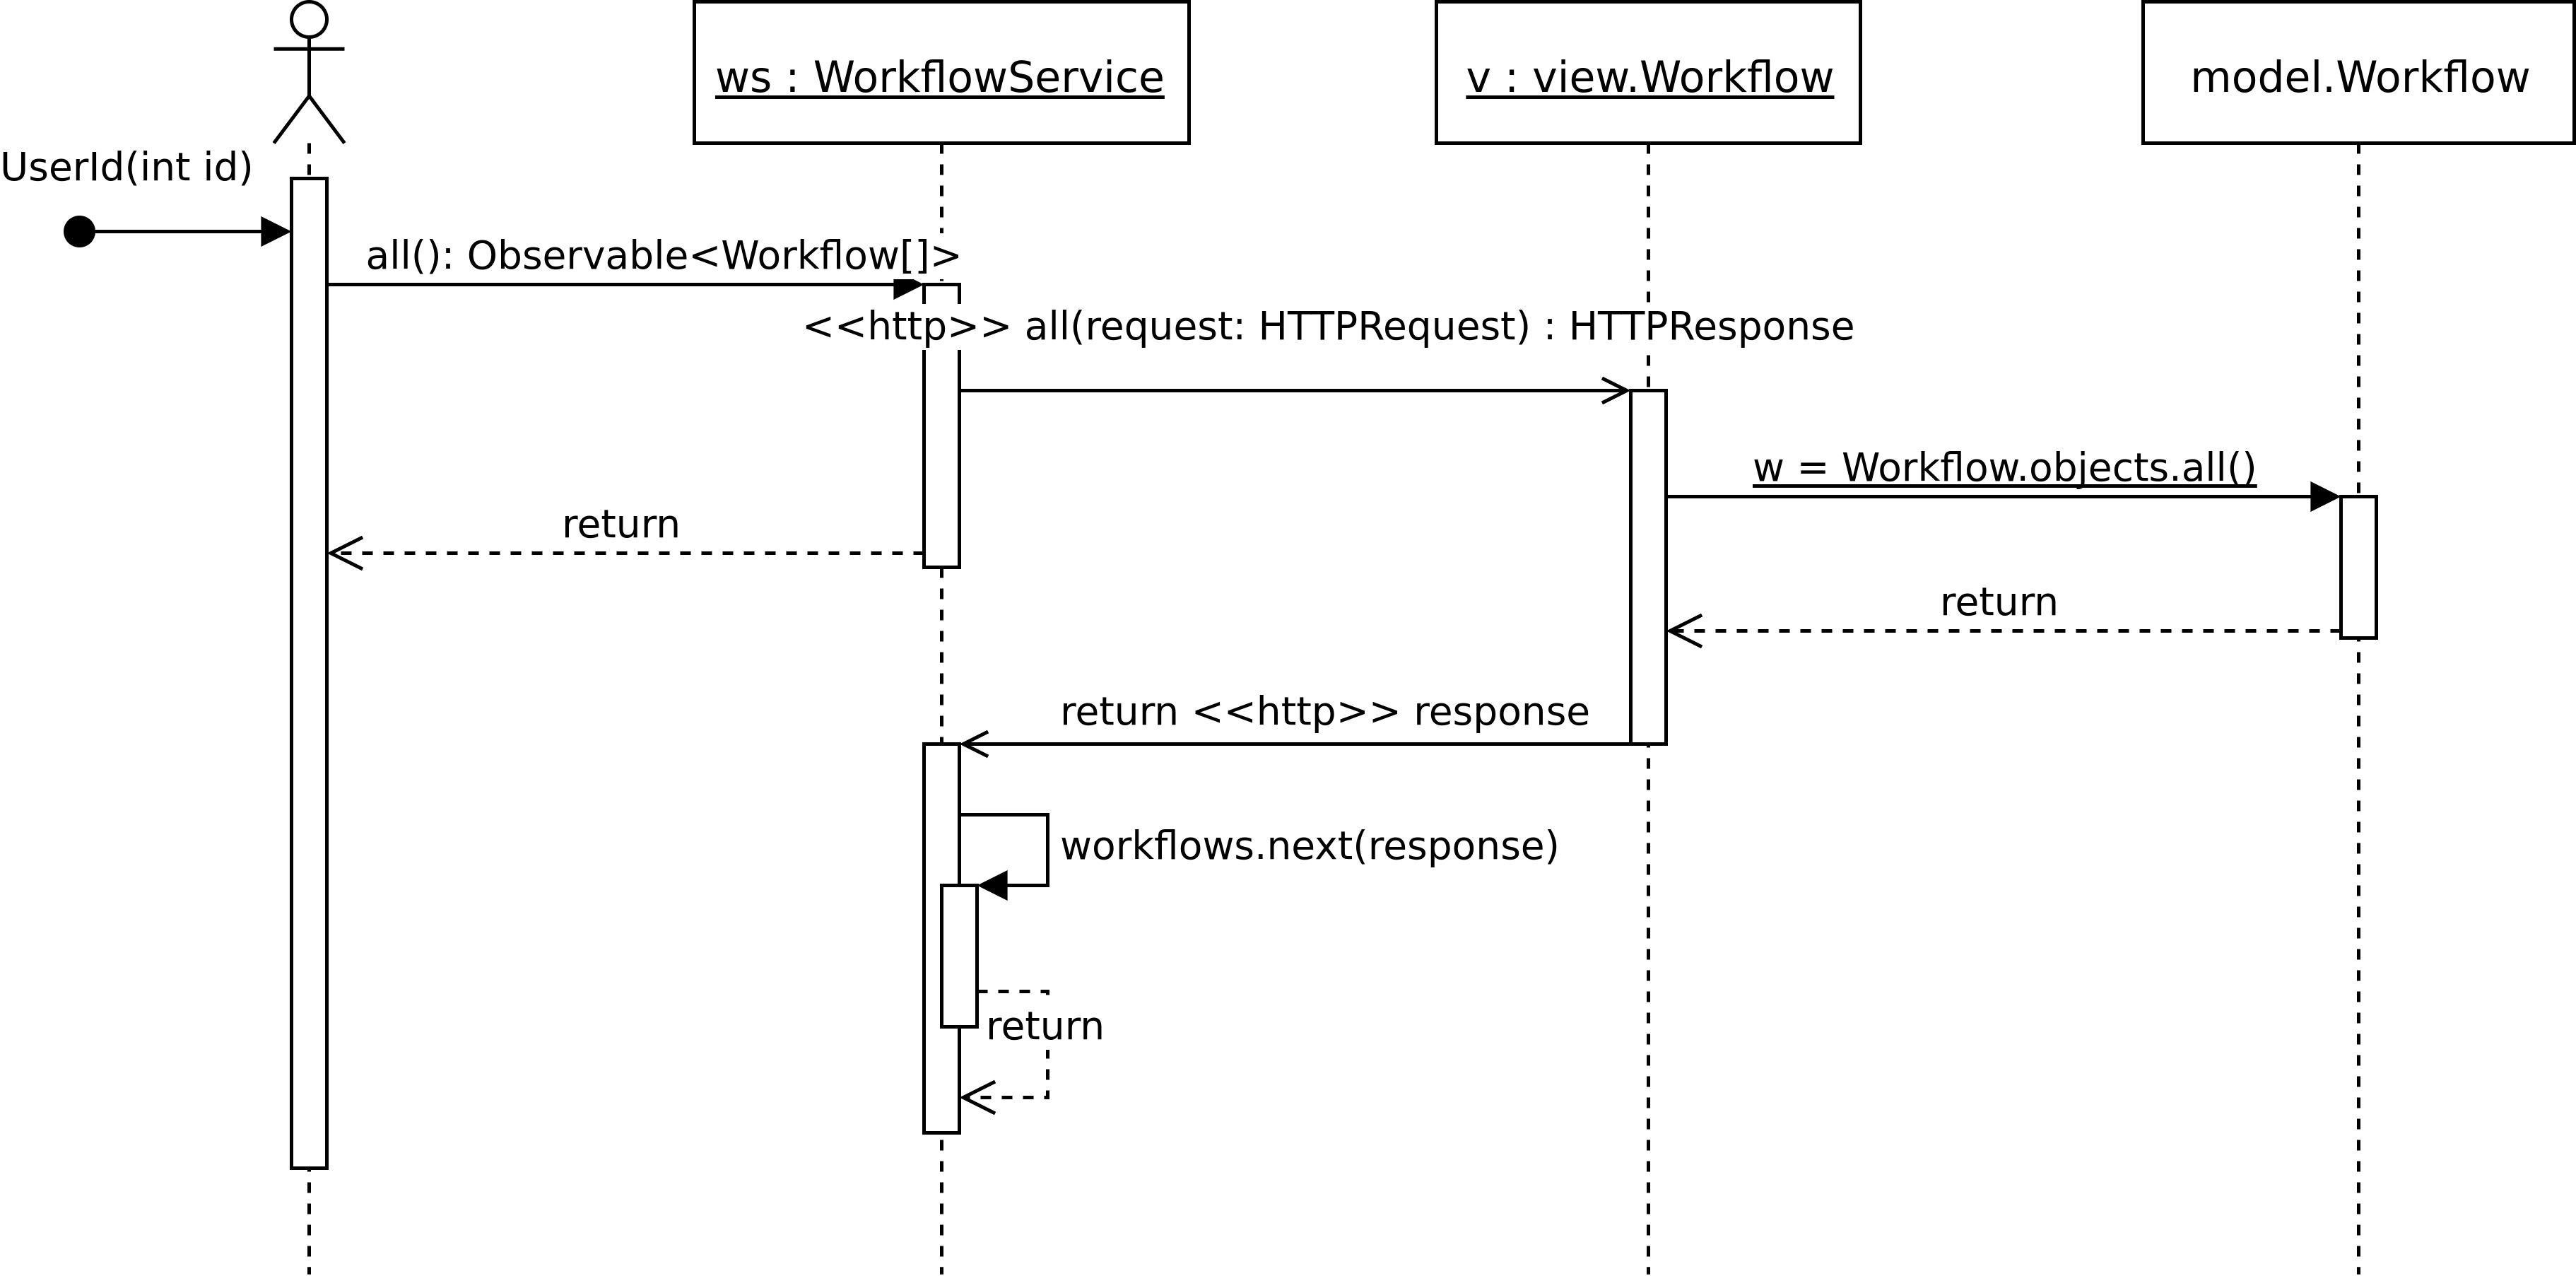 ws : WorkflowService
v : view.Workflow
model.Workflow
UserId(int id)
all(): Observable<Workflow[]>
<<http>> all(request: HTTPRequest) : HTTPResponse
w = Workflow.objects.all()
return
return
return <<http>> response
workflows.next(response)
return